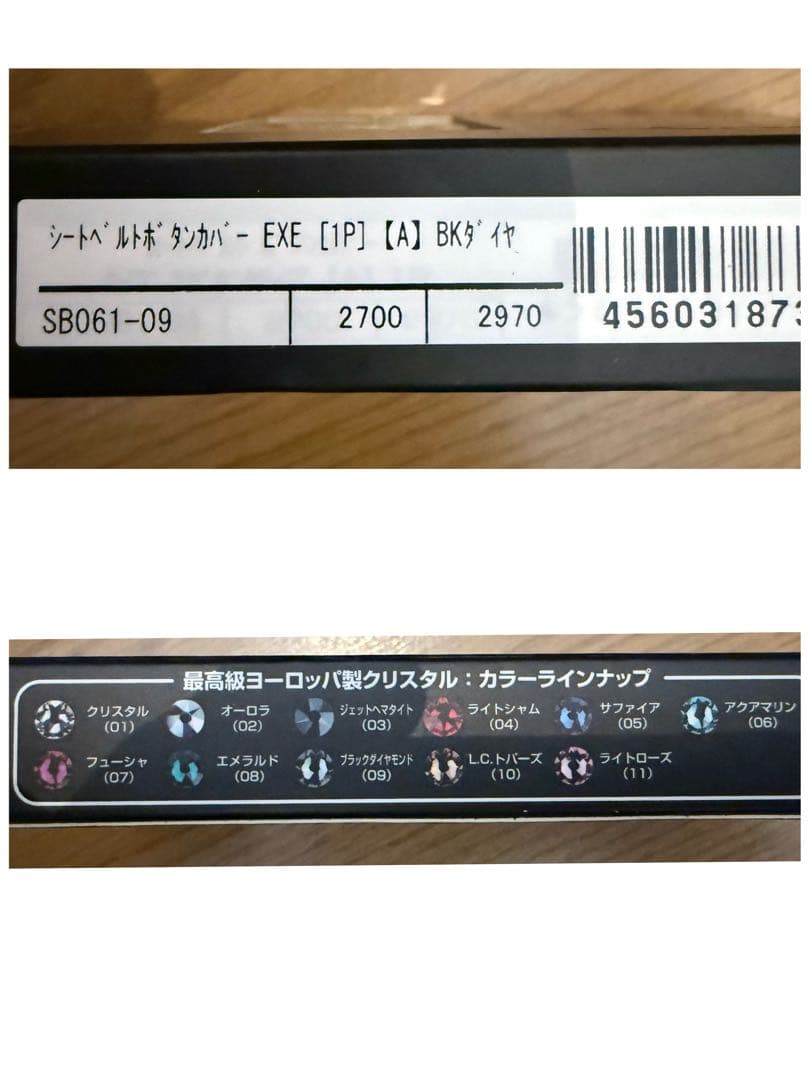 シートベルトボタンカバー EXE [1P]【A】BKダイヤ
SB061-09 2700 2970 456031873
最高級ヨーロッパ製クリスタル：カラーラインナップ
クリスタル (01) オーロラ (02) ジェットヘマタイト (03) ライトシャム (04) サファイア (05) アクアマリン (06)
フューシャ (07) エメラルド (08) ブラックダイヤモンド (09) L.C.トパーズ (10) ライトローズ (11)